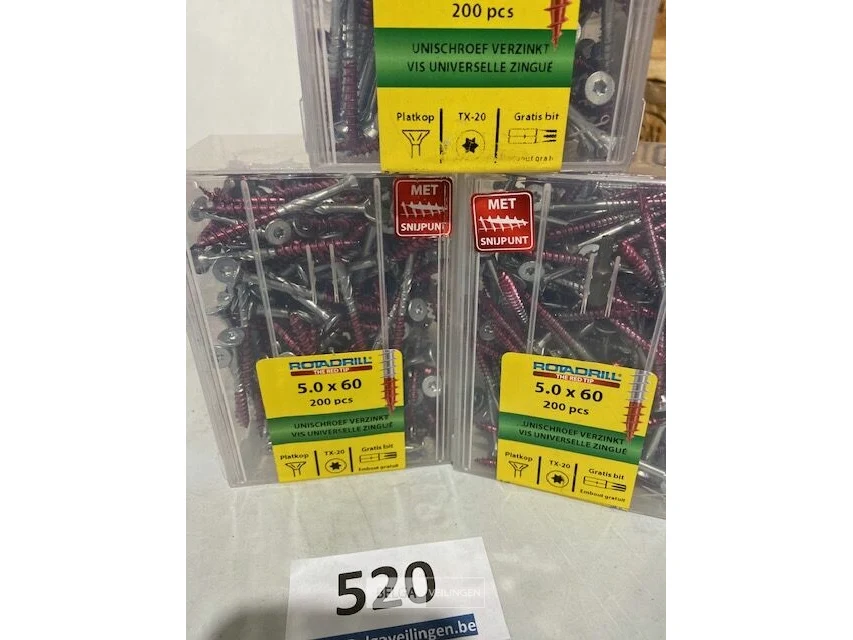 200 pcs
UNISCHROEF VERZINKT
VIS UNIVERSELLE ZINGUÉ
Platkop TX-20 Gratis bit
MET
SNIJPUNT
MET
SNIJPUNT
ROTADRILL®
THE RED TIP
5.0 x 60
200 pcs
UNISCHROEF VERZINKT
VIS UNIVERSELLE ZINGUÉ
Platkop TX-20 Gratis bit
Embout gratuit
ROTADRILL®
THE RED TIP
5.0 x 60
200 pcs
UNISCHROEF VERZINKT
VIS UNIVERSELLE ZINGUÉ
Platkop TX-20 Gratis bit
Embout gratuit
520
VEILINGEN